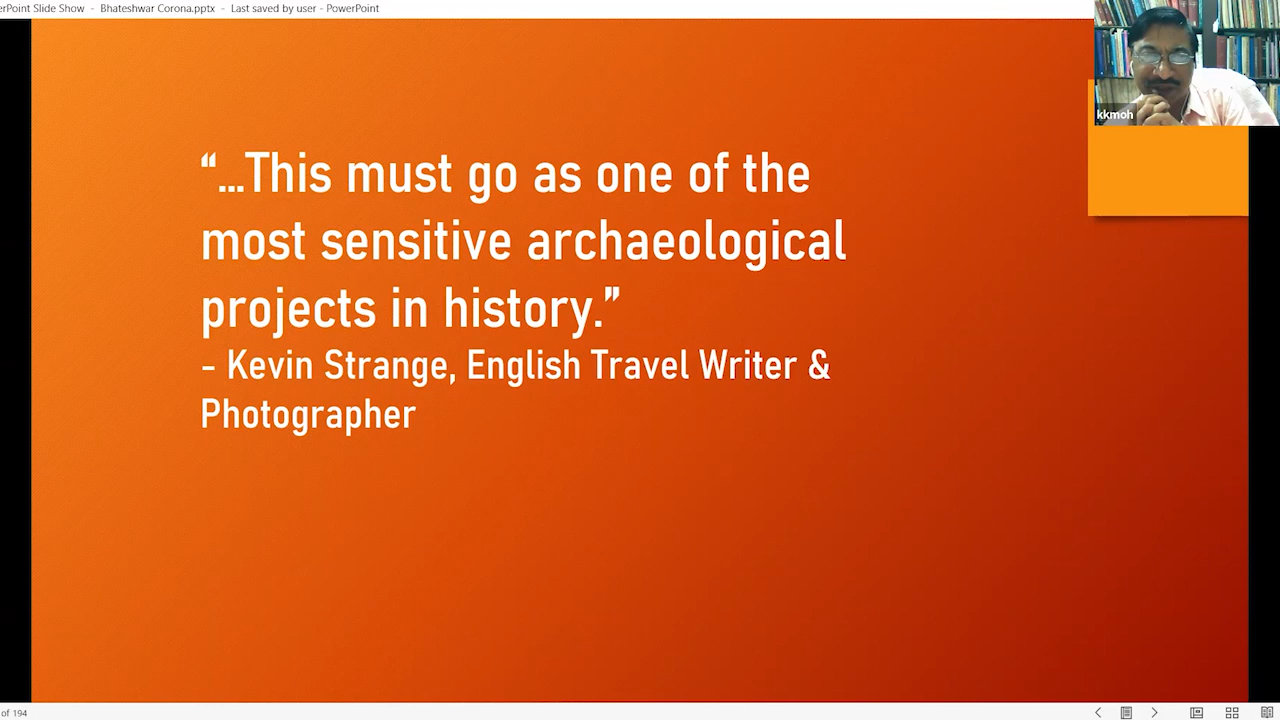 erPoint Slide Show - Bhateshwar Corona.pptx - Last saved by user - PowerPoint
kkmoh
“...This must go as one of the
most sensitive archaeological
projects in history.”
- Kevin Strange, English Travel Writer &
Photographer
of 194